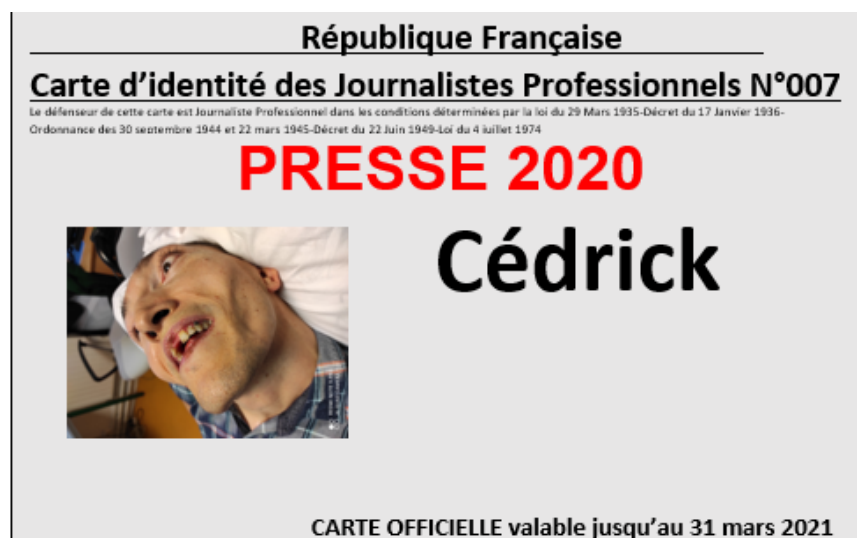 République Française
Carte d’identité des Journalistes Professionnels N°007
Le défenseur de cette carte est Journaliste Professionnel dans les conditions déterminées par la loi du 29 Mars 1935-Décret du 17 Janvier 1936-
Ordonnance des 30 septembre 1944 et 22 mars 1945-Décret du 22 Juin 1949-Loi du 4 juillet 1974
PRESSE 2020
Cédrick
CARTE OFFICIELLE valable jusqu’au 31 mars 2021